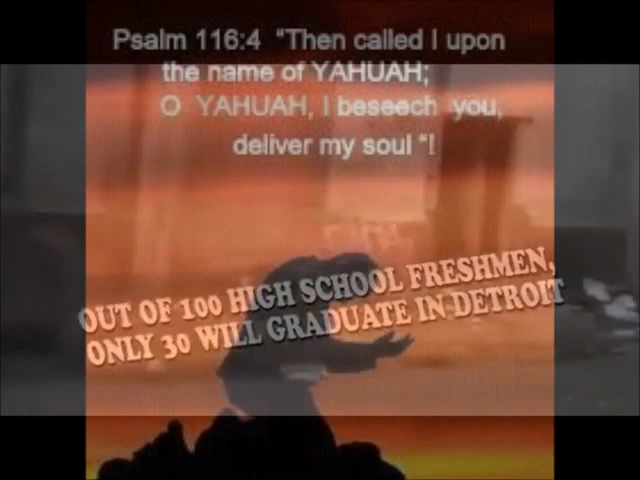 Psalm 116:4 “Then called I upon
the name of YAHUAH;
O YAHUAH, I beseech you,
deliver my soul “!
OUT OF 100 HIGH SCHOOL FRESHMEN,
ONLY 30 WILL GRADUATE IN DETROIT